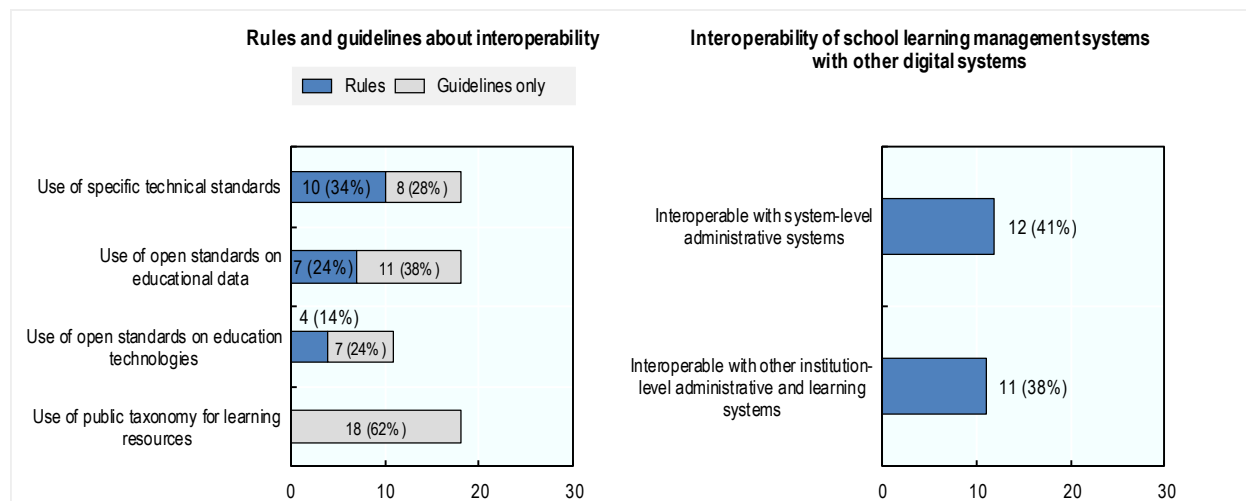 Rules and guidelines about interoperability
Rules
Guidelines only
Use of specific technical standards
10 (34%)
8 (28%)
Use of open standards on
educational data
7 (24%)
11 (38%)
4 (14%)
Use of open standards on education
technologies
7 (24%)
Use of public taxonomy for learning
resources
18 (62%)
0
10
20
30
Interoperability of school learning management systems
with other digital systems
Interoperable with system-level
administrative systems
12 (41%)
Interoperable with other institution-
level administrative and learning
systems
11 (38%)
0
10
20
30